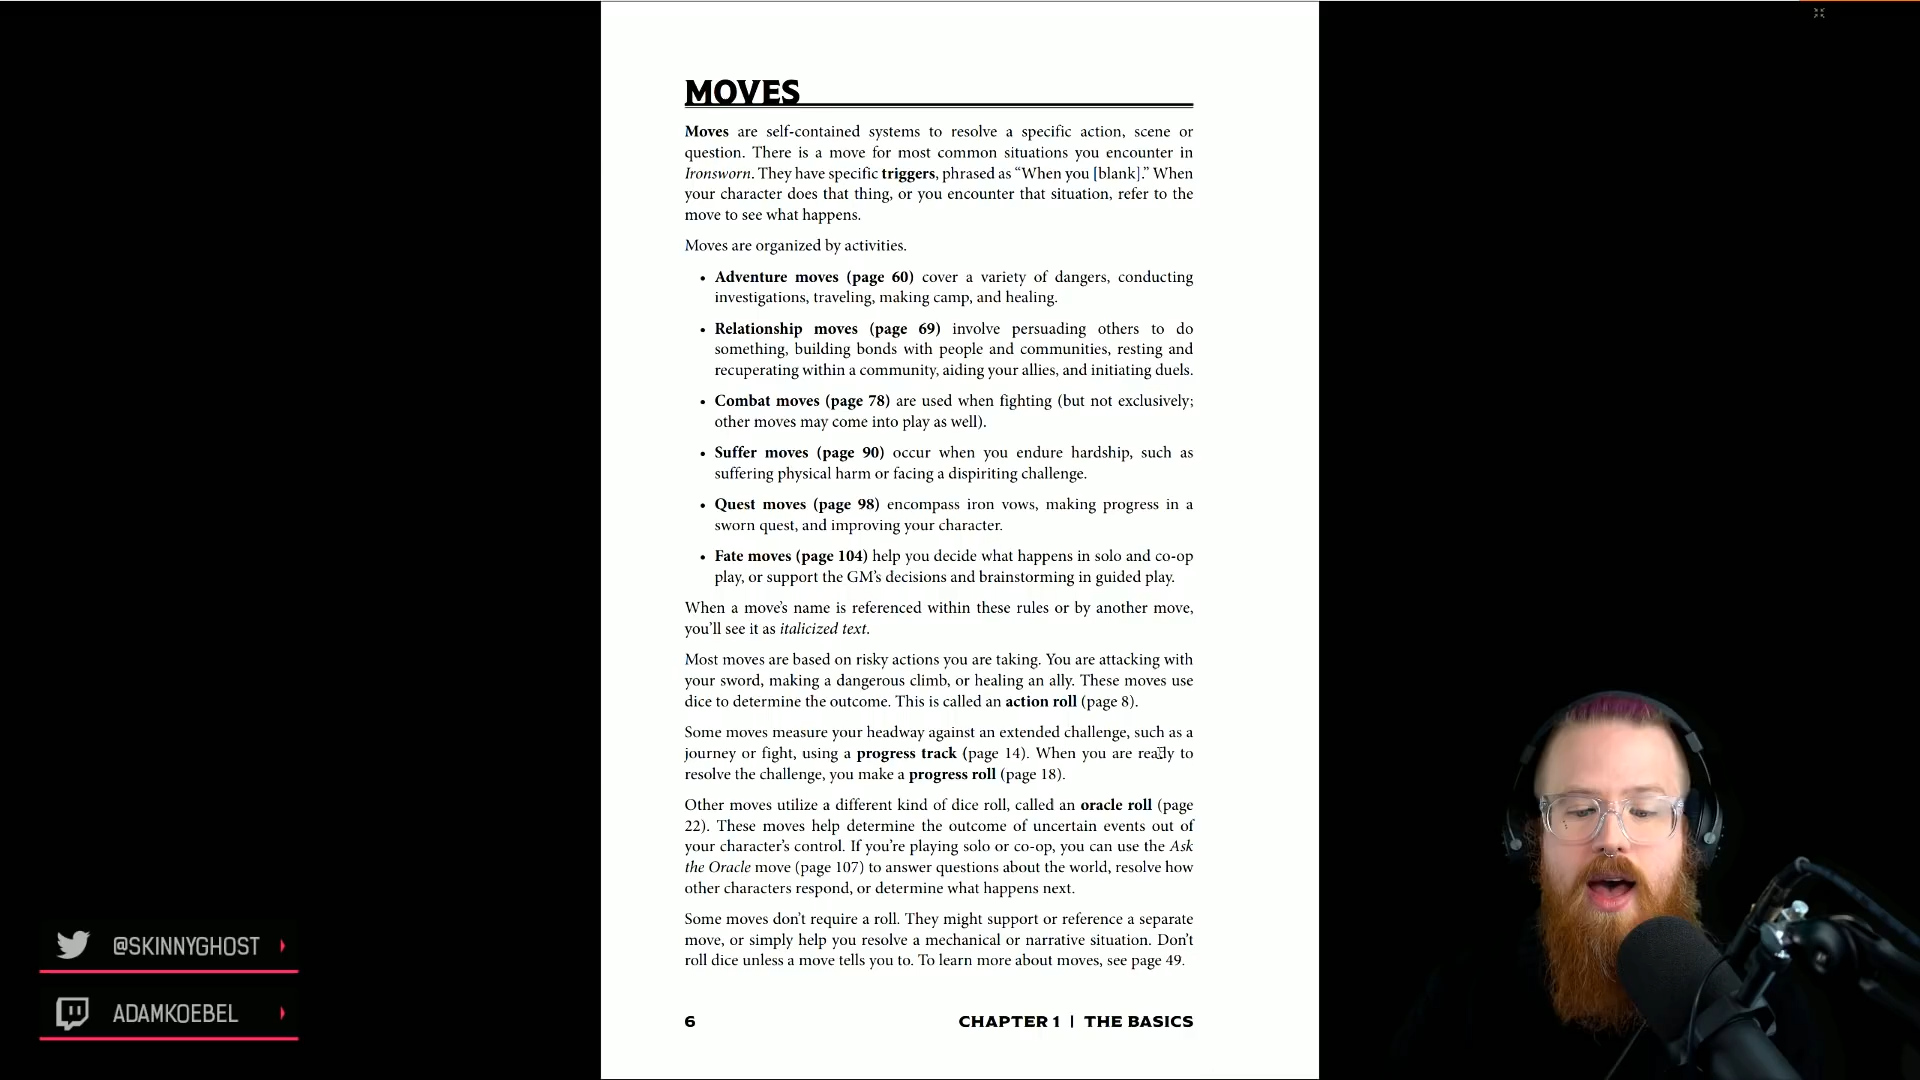 MOVES
Moves are self-contained systems to resolve a specific action, scene or
question. There is a move for most common situations you encounter in
Ironsworn. They have specific triggers, phrased as “When you [blank].” When
your character does that thing, or you encounter that situation, refer to the
move to see what happens.
Moves are organized by activities.
• Adventure moves (page 60) cover a variety of dangers, conducting
investigations, traveling, making camp, and healing.
• Relationship moves (page 69) involve persuading others to do
something, building bonds with people and communities, resting and
recuperating within a community, aiding your allies, and initiating duels.
• Combat moves (page 78) are used when fighting (but not exclusively;
other moves may come into play as well).
• Suffer moves (page 90) occur when you endure hardship, such as
suffering physical harm or facing a dispiriting challenge.
• Quest moves (page 98) encompass iron vows, making progress in a
sworn quest, and improving your character.
• Fate moves (page 104) help you decide what happens in solo and co-op
play, or support the GM’s decisions and brainstorming in guided play.
When a move’s name is referenced within these rules or by another move,
you’ll see it as italicized text.
Most moves are based on risky actions you are taking. You are attacking with
your sword, making a dangerous climb, or healing an ally. These moves use
dice to determine the outcome. This is called an action roll (page 8).
Some moves measure your headway against an extended challenge, such as a
journey or fight, using a progress track (page 14). When you are ready to
resolve the challenge, you make a progress roll (page 18).
Other moves utilize a different kind of dice roll, called an oracle roll (page
22). These moves help determine the outcome of uncertain events out of
your character’s control. If you’re playing solo or co-op, you can use the Ask
the Oracle move (page 107) to answer questions about the world, resolve how
other characters respond, or determine what happens next.
Some moves don’t require a roll. They might support or reference a separate
move, or simply help you resolve a mechanical or narrative situation. Don’t
roll dice unless a move tells you to. To learn more about moves, see page 49.
6 CHAPTER 1 | THE BASICS
@SKINNYGHOST
ADAMKOEBEL